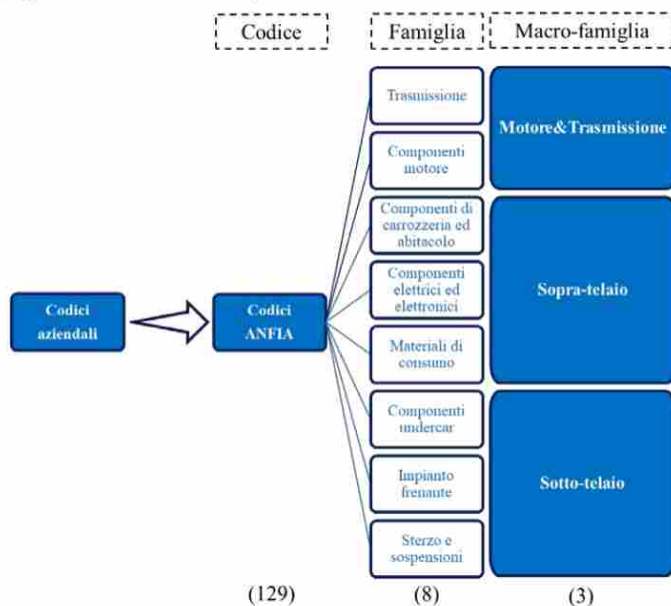 Codice
Famiglia
Macro-famiglia
Trasmissione
Motore&Trasmissione
Componenti
motore
Componenti di
carrozzeria ed
abitacolo
Componenti
elettrici ed
elettronici
Sopra-telaio
Codici
aziendali
Codici
ANFIA
Materiali di
consumo
Componenti
undercar
Impianto
frenante
Sotto-telaio
Sterzo e
sospensioni
(129)
(8)
(3)